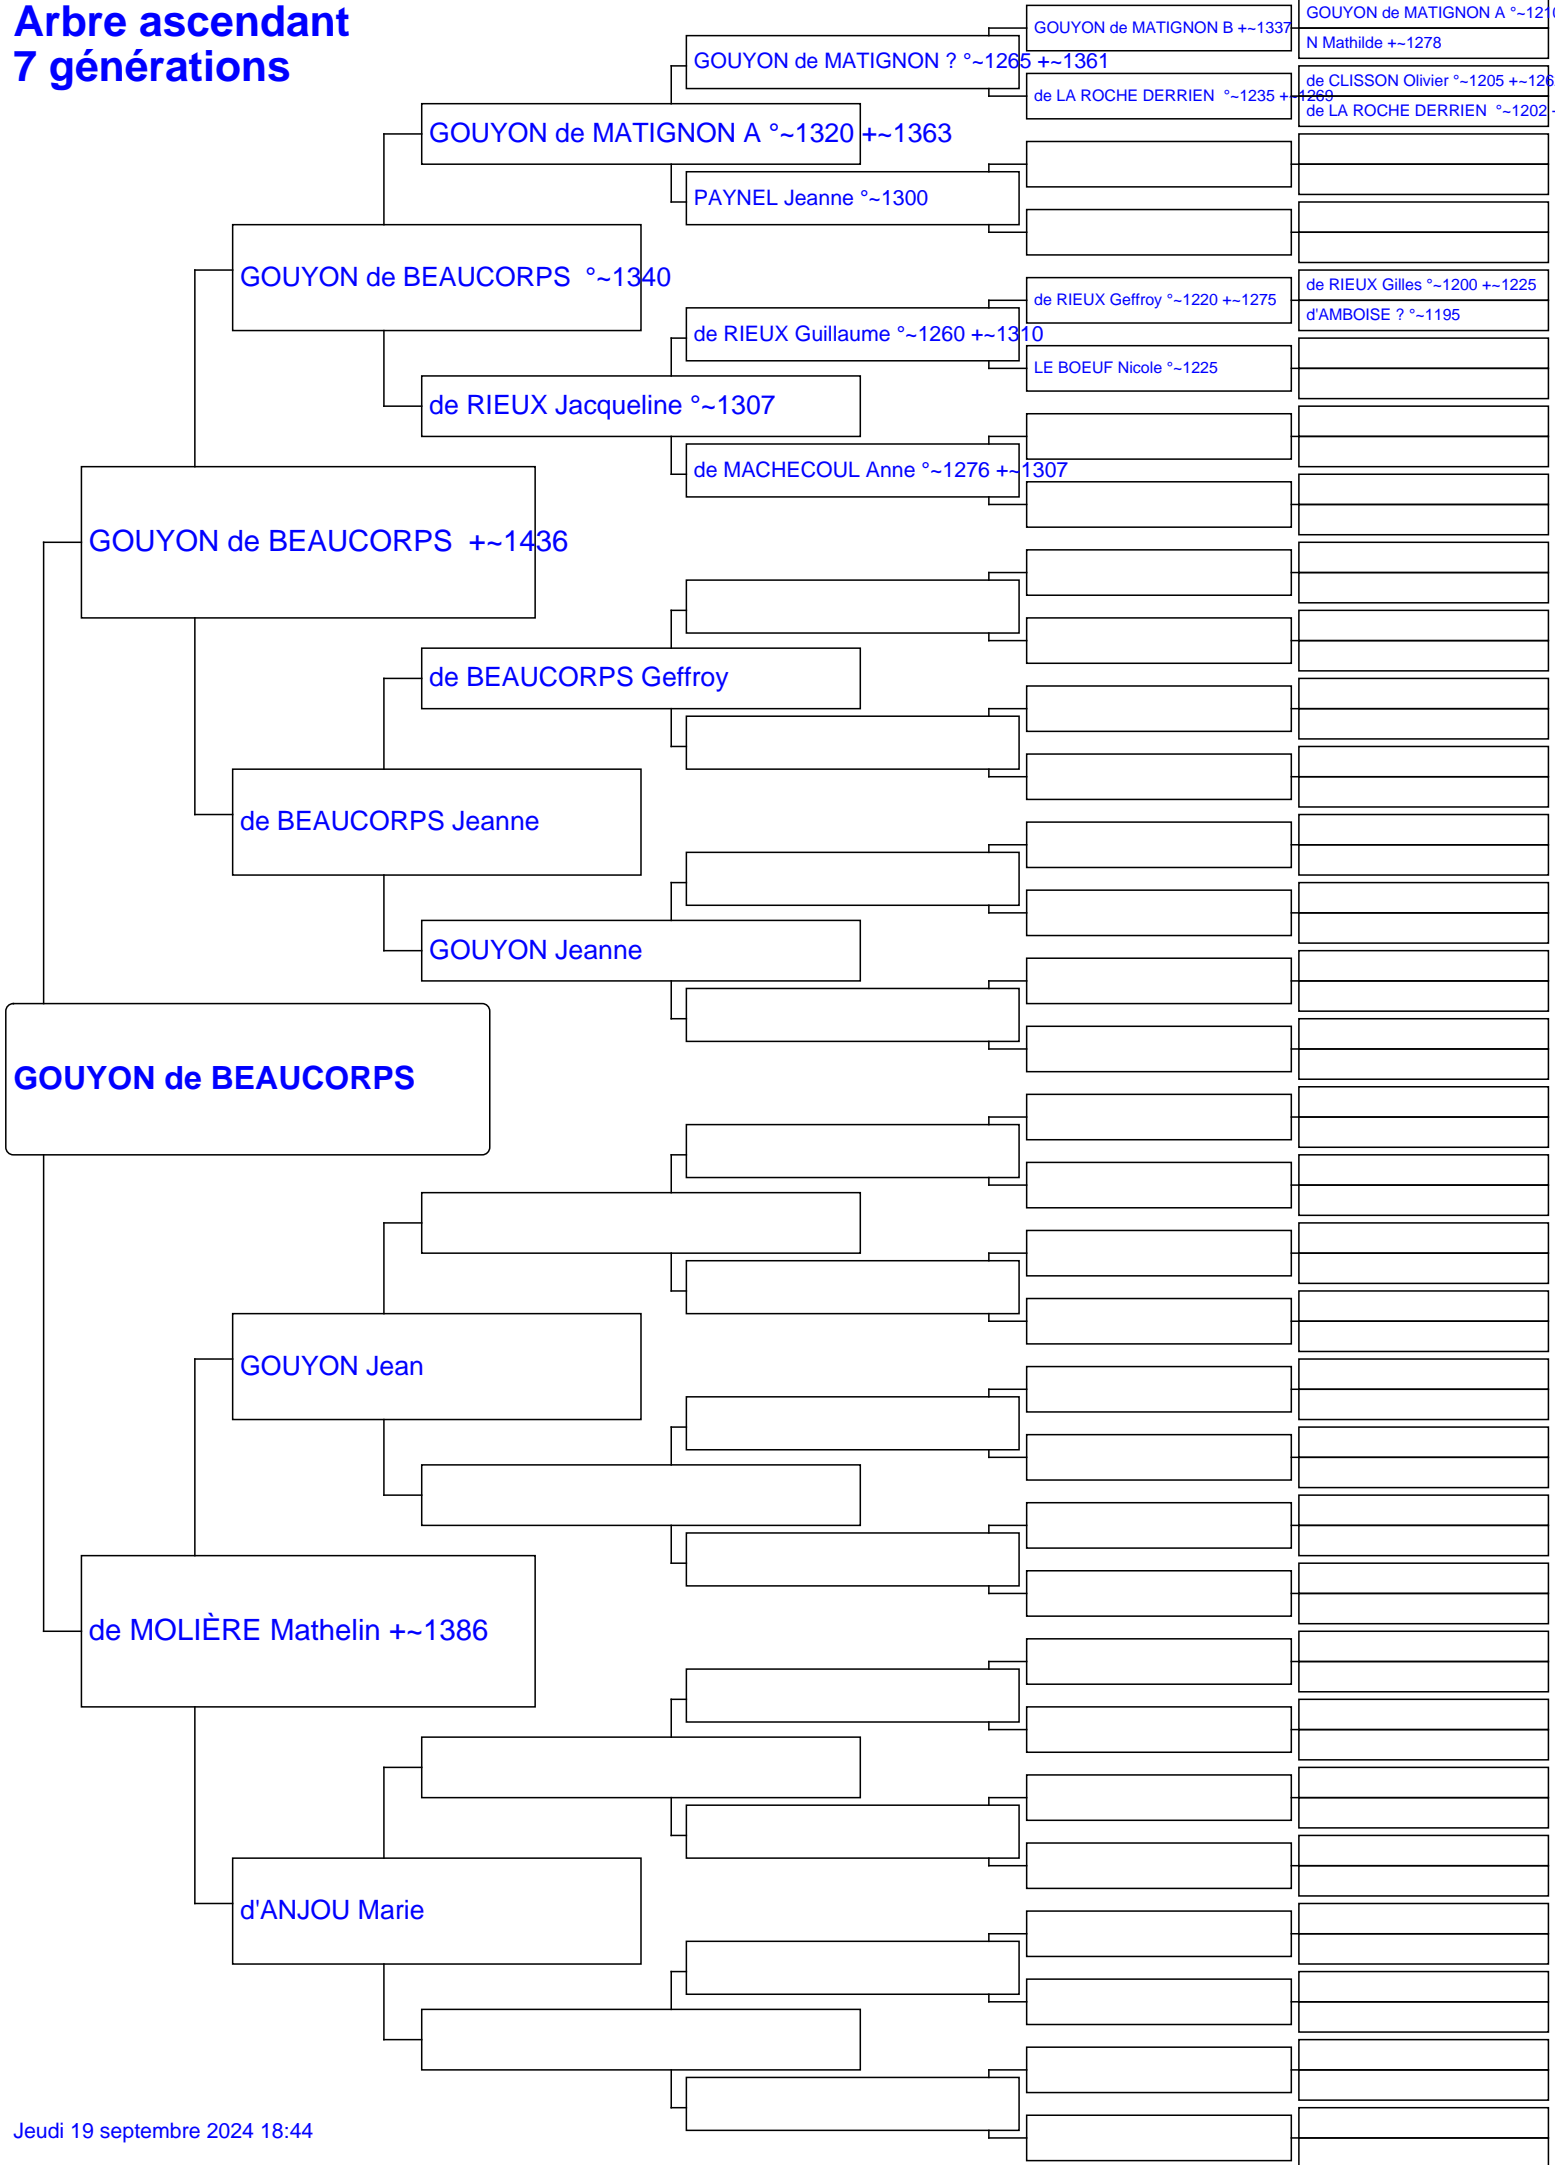 Arbre ascendant
7 générations
GOUYON de MATIGNON A °~1210
GOUYON de MATIGNON B +~1337
N Mathilde +~1278
GOUYON de MATIGNON ? °~1265 +~1361
de CLISSON Olivier °~1205 +~126
de LA ROCHE DERRIEN  °~1235 +~1269
de LA ROCHE DERRIEN  °~1202 +
GOUYON de MATIGNON A °~1320 +~1363
PAYNEL Jeanne °~1300
GOUYON de BEAUCORPS  °~1340
de RIEUX Gilles °~1200 +~1225
de RIEUX Geffroy °~1220 +~1275
d'AMBOISE ? °~1195
de RIEUX Guillaume °~1260 +~1310
LE BOEUF Nicole °~1225
de RIEUX Jacqueline °~1307
de MACHECOUL Anne °~1276 +~1307
GOUYON de BEAUCORPS  +~1436
de BEAUCORPS Geffroy
de BEAUCORPS Jeanne
GOUYON Jeanne
GOUYON de BEAUCORPS
GOUYON Jean
de MOLIÈRE Mathelin +~1386
d'ANJOU Marie
Jeudi 19 septembre 2024 18:44